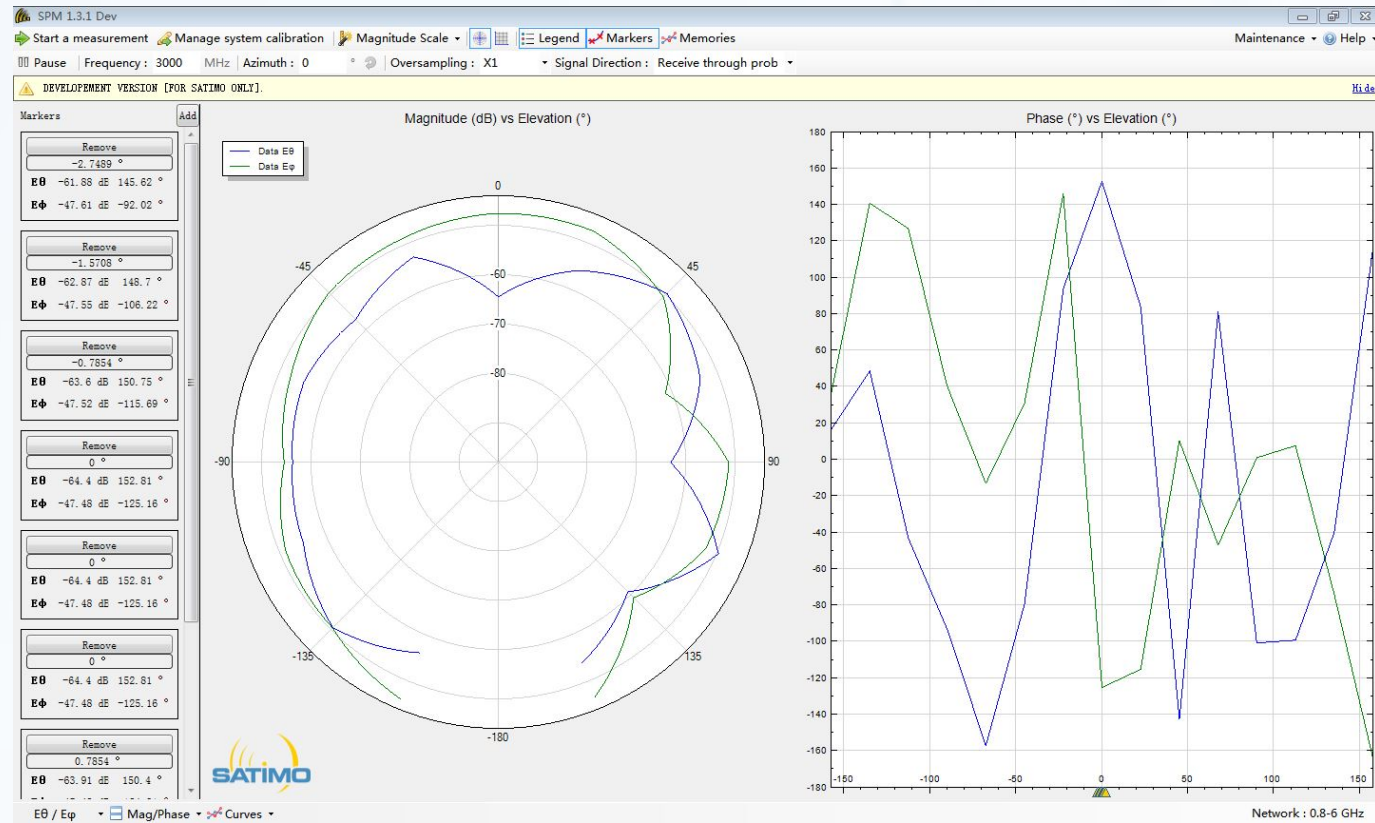 SPM 1.3.1 Dev
Start a measurement Manage system calibration Magnitude Scale Legend Markers Memories Maintenance Help
Pause Frequency : 3000 MHz Azimuth : 0 ° Oversampling : X1 Signal Direction : Receive through prob
DEVELOPEMENT VERSION [FOR SATIMO ONLY]. Hide
Markers Add
Remove
-2.7489 °
Eθ -61.88 dB 145.62 °
Eϕ -47.61 dB -92.02 °
Remove
-1.5708 °
Eθ -62.87 dB 148.7 °
Eϕ -47.55 dB -106.22 °
Remove
-0.7854 °
Eθ -63.6 dB 150.75 °
Eϕ -47.52 dB -115.69 °
Remove
0 °
Eθ -64.4 dB 152.81 °
Eϕ -47.48 dB -125.16 °
Remove
0 °
Eθ -64.4 dB 152.81 °
Eϕ -47.48 dB -125.16 °
Remove
0 °
Eθ -64.4 dB 152.81 °
Eϕ -47.48 dB -125.16 °
Remove
0.7854 °
Eθ -63.91 dB 150.4 °
Magnitude (dB) vs Elevation (°)
Data Eθ
Data Eφ
0
-45 45
-60
-70
-80
-90 90
-135 135
-180
SATIMO
Phase (°) vs Elevation (°)
180
160
140
120
100
80
60
40
20
0
-20
-40
-60
-80
-100
-120
-140
-160
-180
-150 -100 -50 0 50 100 150
Eθ / Eφ Mag/Phase Curves Network : 0.8-6 GHz